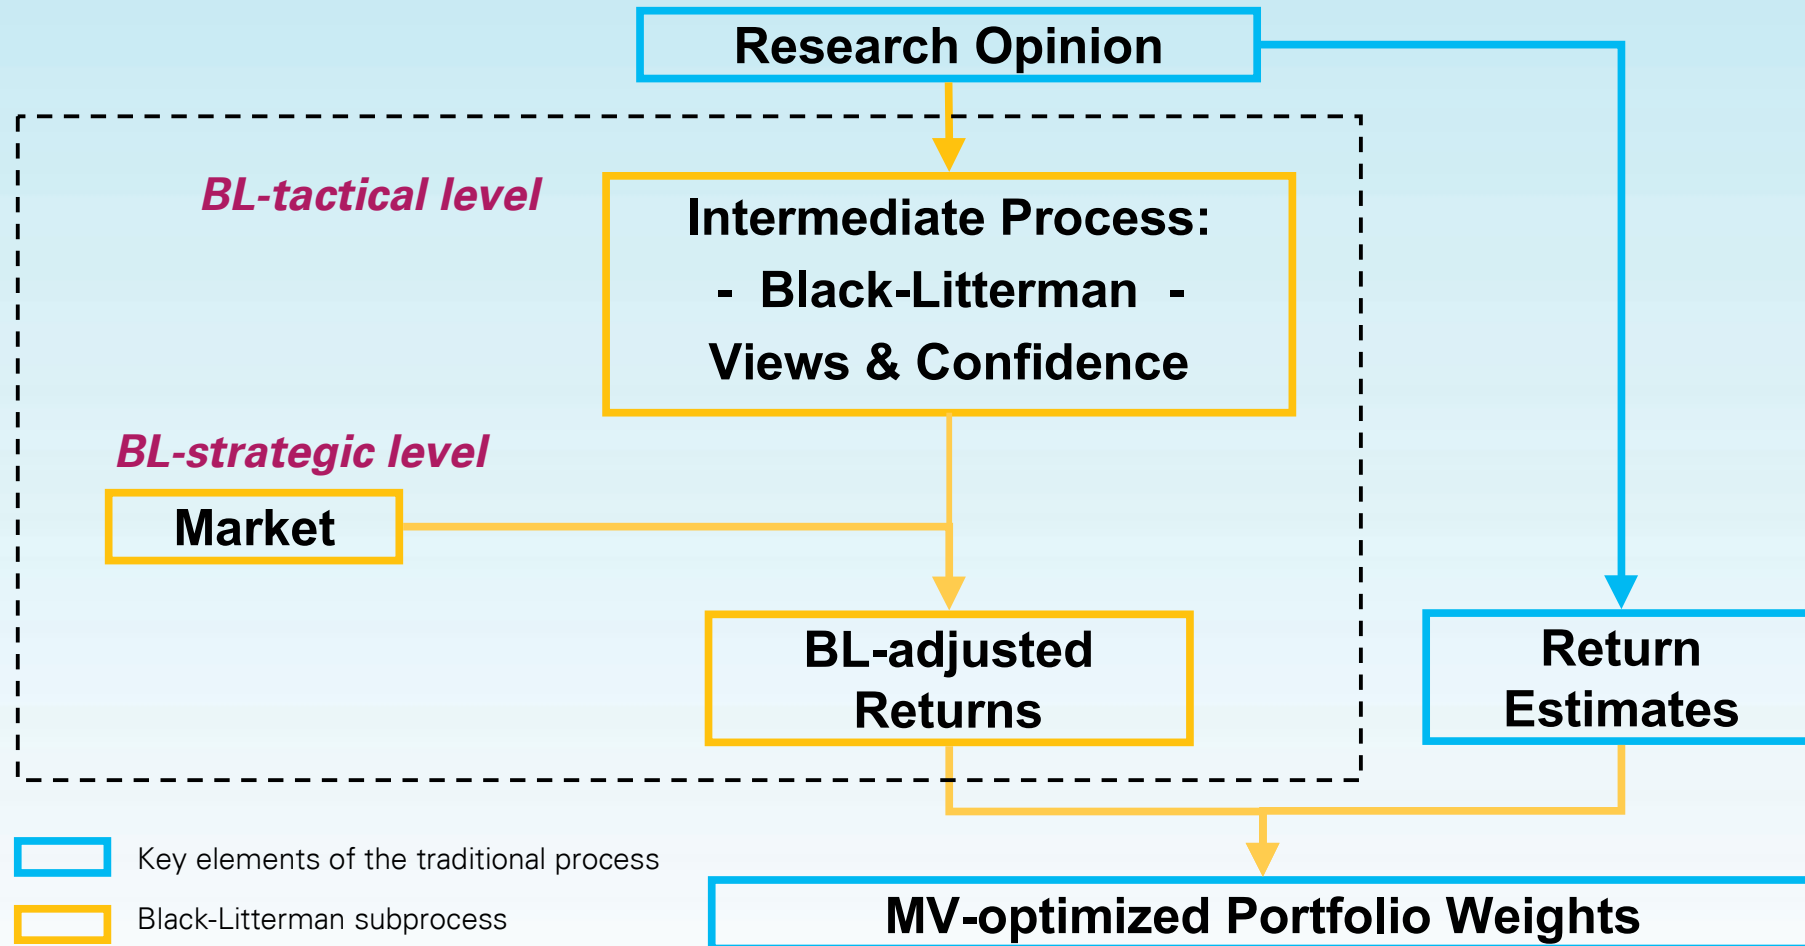 Research Opinion
BL-tactical level
Intermediate Process:
- Black-Litterman -
Views & Confidence
BL-strategic level
Market
BL-adjusted
Returns
Return
Estimates
Key elements of the traditional process
Black-Litterman subprocess
MV-optimized Portfolio Weights